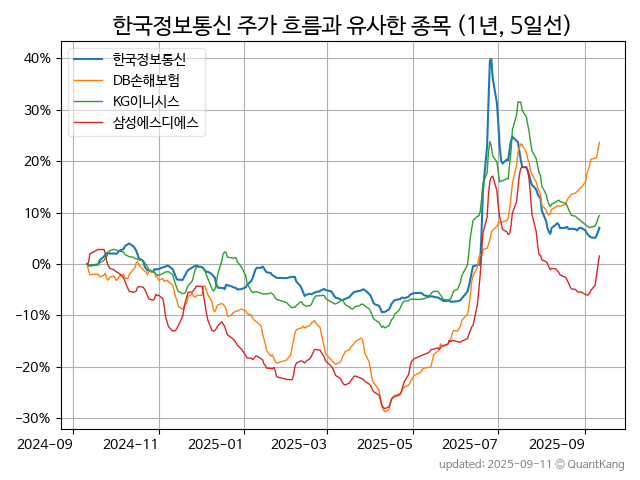 한국정보통신 주가 흐름과 유사한 종목 (1년, 5일선)
한국정보통신
DB손해보험
KG이니시스
삼성에스디에스
40%
30%
20%
10%
0%
−10%
−20%
−30%
2024-09
2024-11
2025-01
2025-03
2025-05
2025-07
2025-09
updated: 2025-09-11 © QuantKang